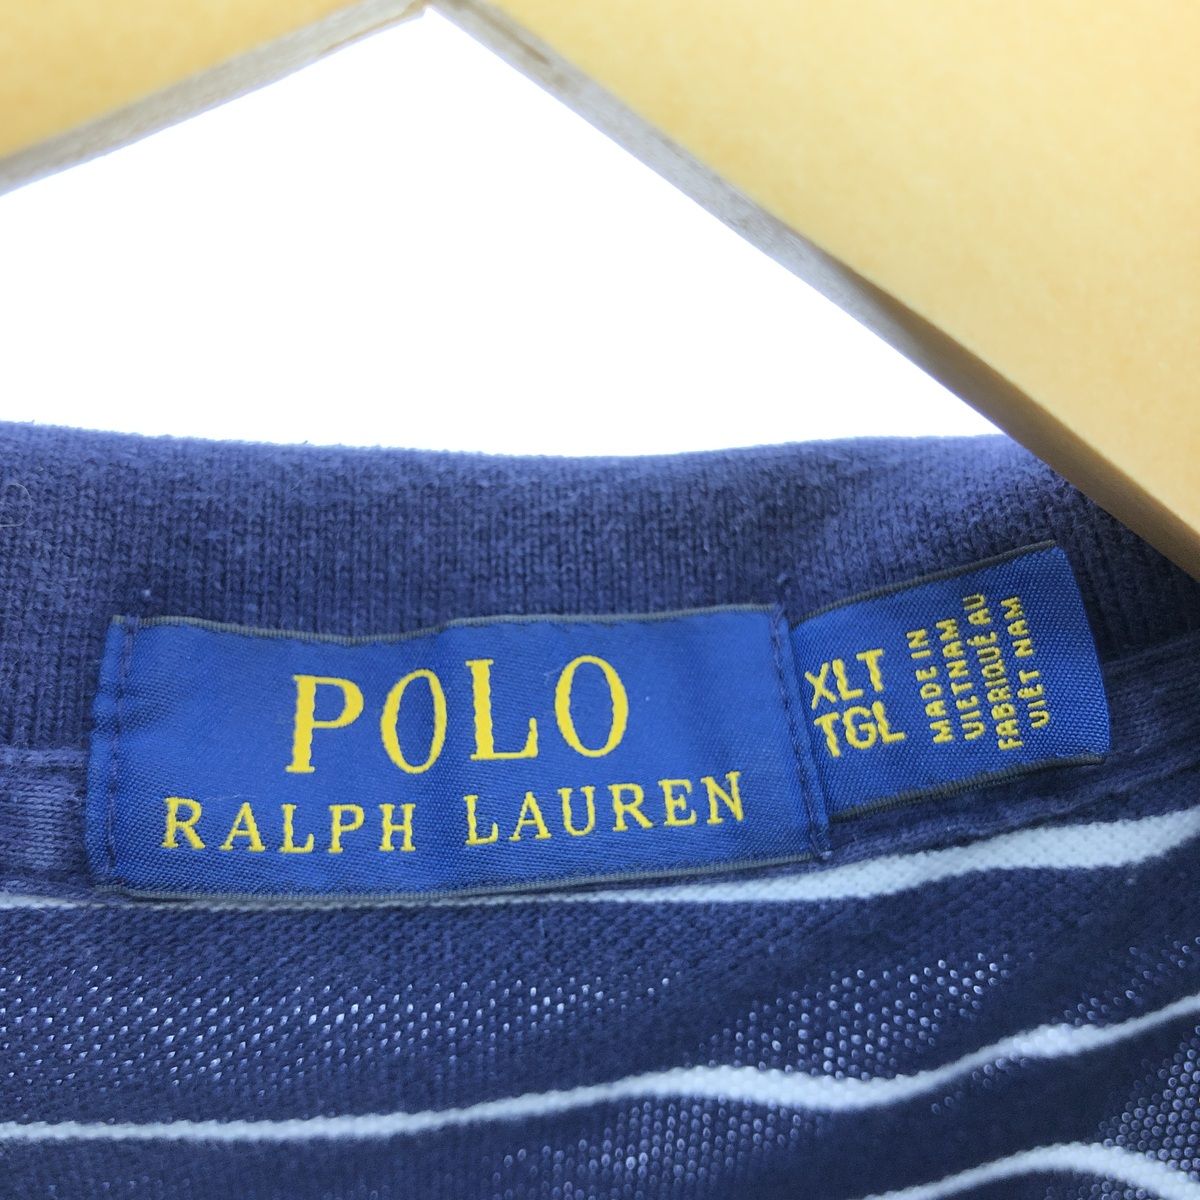 POLO
RALPH LAUREN
XLT
TGL
MADE IN
VIETNAM
FABRIQUÉ AU
VIÊT NAM